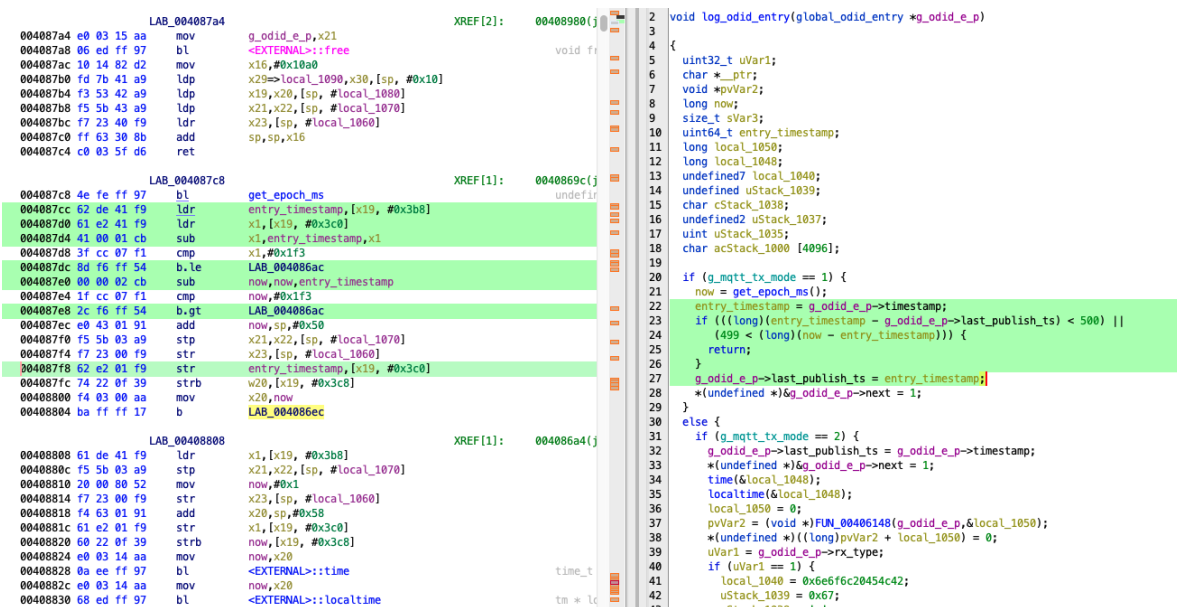 LAB_004087a4 XREF[2]: 00408980(j
004087a4 e0 03 15 aa mov g_odid_e_p,x21
004087a8 06 ed ff 97 bl <EXTERNAL>::free void fr
004087ac 10 14 82 d2 mov x16,#0x10a0
004087b0 fd 7b 41 a9 ldp x29=>local_1090,x30,[sp, #0x10]
004087b4 f3 53 42 a9 ldp x19,x20,[sp, #local_1080]
004087b8 f5 5b 43 a9 ldp x21,x22,[sp, #local_1070]
004087bc f7 23 40 f9 ldr x23,[sp, #local_1060]
004087c0 ff 63 30 8b add sp,sp,x16
004087c4 c0 03 5f d6 ret
LAB_004087c8 XREF[1]: 0040869c(j
004087c8 4e fe ff 97 bl get_epoch_ms undefin
004087cc 62 de 41 f9 ldr entry_timestamp,[x19, #0x3b8]
004087d0 61 e2 41 f9 ldr x1,[x19, #0x3c0]
004087d4 41 00 01 cb sub x1,entry_timestamp,x1
004087d8 3f cc 07 f1 cmp x1,#0x1f3
004087dc 8d f6 ff 54 b.le LAB_004086ac
004087e0 00 00 02 cb sub now,now,entry_timestamp
004087e4 1f cc 07 f1 cmp now,#0x1f3
004087e8 2c f6 ff 54 b.gt LAB_004086ac
004087ec e0 43 01 91 add now,sp,#0x50
004087f0 f5 5b 03 a9 stp x21,x22,[sp, #local_1070]
004087f4 f7 23 00 f9 str x23,[sp, #local_1060]
004087f8 62 e2 01 f9 str entry_timestamp,[x19, #0x3c0]
004087fc 74 22 0f 39 strb w20,[x19, #0x3c8]
00408800 f4 03 00 aa mov x20,now
00408804 ba ff ff 17 b LAB_004086ec
LAB_00408808 XREF[1]: 004086a4(j
00408808 61 de 41 f9 ldr x1,[x19, #0x3b8]
0040880c f5 5b 03 a9 stp x21,x22,[sp, #local_1070]
00408810 20 00 80 52 mov now,#0x1
00408814 f7 23 00 f9 str x23,[sp, #local_1060]
00408818 f4 63 01 91 add x20,sp,#0x58
0040881c 61 e2 01 f9 str x1,[x19, #0x3c0]
00408820 60 22 0f 39 strb now,[x19, #0x3c8]
00408824 e0 03 14 aa mov now,x20
00408828 0a ee ff 97 bl <EXTERNAL>::time time_t
0040882c e0 03 14 aa mov now,x20
00408830 68 ed ff 97 bl <EXTERNAL>::localtime tm * lo
2 void log_odid_entry(global_odid_entry *g_odid_e_p)
3
4 {
5 uint32_t uVar1;
6 char *__ptr;
7 void *pvVar2;
8 long now;
9 size_t sVar3;
10 uint64_t entry_timestamp;
11 long local_1050;
12 long local_1048;
13 undefined7 local_1040;
14 undefined uStack_1039;
15 char cStack_1038;
16 undefined2 uStack_1037;
17 uint uStack_1035;
18 char acStack_1000 [4096];
19
20 if (g_mqtt_tx_mode == 1) {
21 now = get_epoch_ms();
22 entry_timestamp = g_odid_e_p->timestamp;
23 if (((long)(entry_timestamp - g_odid_e_p->last_publish_ts) < 500) ||
24 (499 < (long)(now - entry_timestamp))) {
25 return;
26 }
27 g_odid_e_p->last_publish_ts = entry_timestamp;
28 *(undefined *)&g_odid_e_p->next = 1;
29 }
30 else {
31 if (g_mqtt_tx_mode == 2) {
32 g_odid_e_p->last_publish_ts = g_odid_e_p->timestamp;
33 *(undefined *)&g_odid_e_p->next = 1;
34 time(&local_1048);
35 localtime(&local_1048);
36 local_1050 = 0;
37 pvVar2 = (void *)FUN_00406148(g_odid_e_p,&local_1050);
38 *(undefined *)((long)pvVar2 + local_1050) = 0;
39 uVar1 = g_odid_e_p->rx_type;
40 if (uVar1 == 1) {
41 local_1040 = 0x6e6f6c20454c42;
42 uStack_1039 = 0x67;